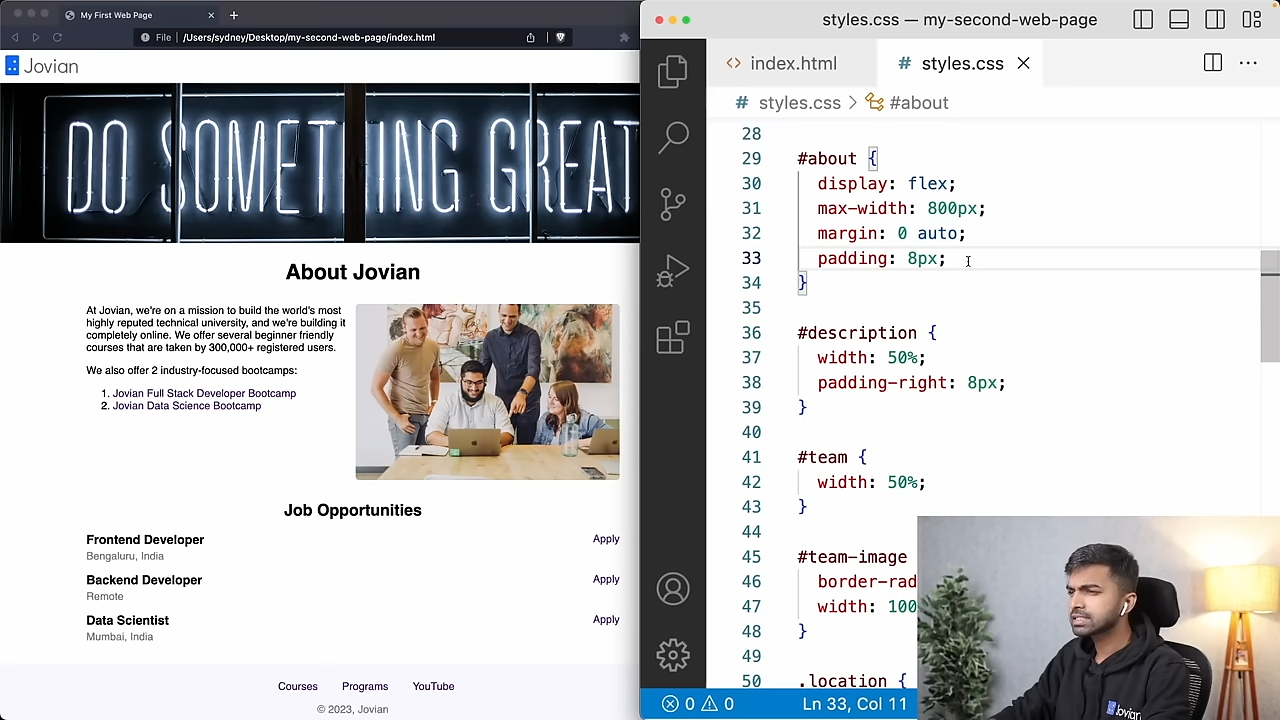 My First Web Page
File | /Users/sydney/Desktop/my-second-web-page/index.html
Jovian
DO SOMETHING GREAT
About Jovian
At Jovian, we're on a mission to build the world's most
highly reputed technical university, and we're building it
completely online. We offer several beginner friendly
courses that are taken by 300,000+ registered users.
We also offer 2 industry-focused bootcamps:
1. Jovian Full Stack Developer Bootcamp
2. Jovian Data Science Bootcamp
Job Opportunities
Frontend Developer
Apply
Bengaluru, India
Backend Developer
Apply
Remote
Data Scientist
Apply
Mumbai, India
Courses Programs YouTube
© 2023, Jovian
styles.css — my-second-web-page
<> index.html
# styles.css
# styles.css > #about
28
29 #about {
30 display: flex;
31 max-width: 800px;
32 margin: 0 auto;
33 padding: 8px;
34 }
35
36 #description {
37 width: 50%;
38 padding-right: 8px;
39 }
40
41 #team {
42 width: 50%;
43 }
44
45 #team-image
46 border-rad
47 width: 100
48 }
49
50 .location {
0 0 Ln 33, Col 11
Jovian